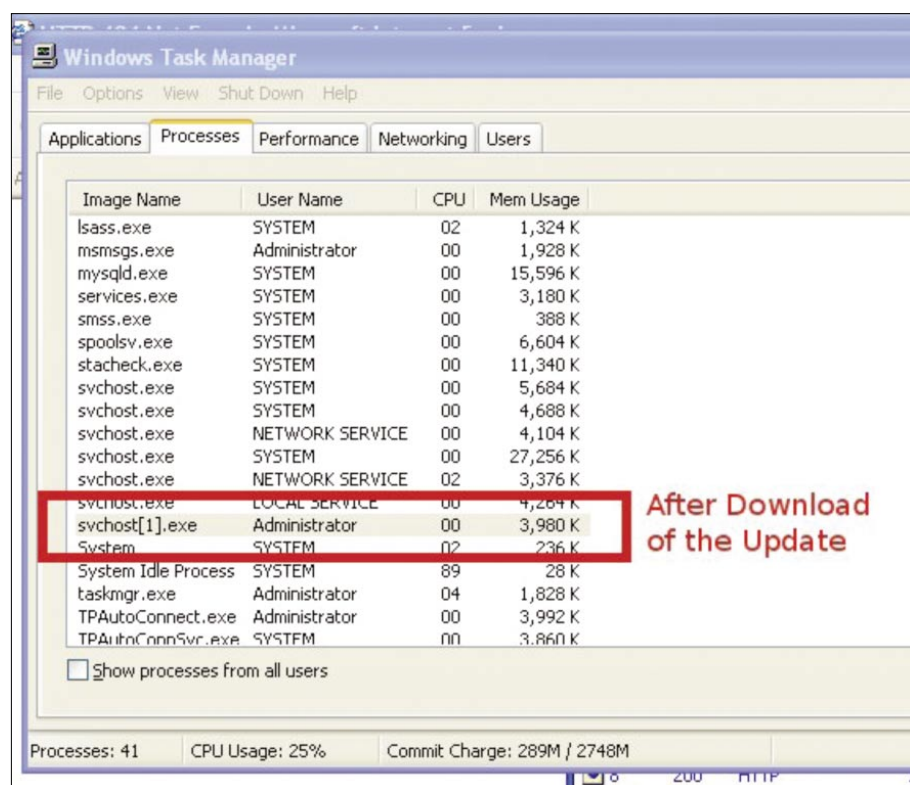 Windows Task Manager
File Options View Shut Down Help
Applications Processes Performance Networking Users
Image Name User Name CPU Mem Usage
lsass.exe SYSTEM 02 1,324 K
msmsgs.exe Administrator 00 1,928 K
mysqld.exe SYSTEM 00 15,596 K
services.exe SYSTEM 00 3,180 K
smss.exe SYSTEM 00 388 K
spoolsv.exe SYSTEM 00 6,604 K
stacheck.exe SYSTEM 00 11,340 K
svchost.exe SYSTEM 00 5,684 K
svchost.exe SYSTEM 00 4,688 K
svchost.exe NETWORK SERVICE 00 4,104 K
svchost.exe SYSTEM 00 27,256 K
svchost.exe NETWORK SERVICE 02 3,376 K
svchost.exe LOCAL SERVICE 00 4,264 K
svchost[1].exe Administrator 00 3,980 K
System SYSTEM 02 236 K
System Idle Process SYSTEM 89 28 K
taskmgr.exe Administrator 04 1,828 K
TPAutoConnect.exe Administrator 00 3,992 K
TPAutoConnSvc.exe SYSTEM 00 3,860 K
After Download
of the Update
Show processes from all users
Processes: 41 CPU Usage: 25% Commit Charge: 289M / 2748M
8 200 HTTP